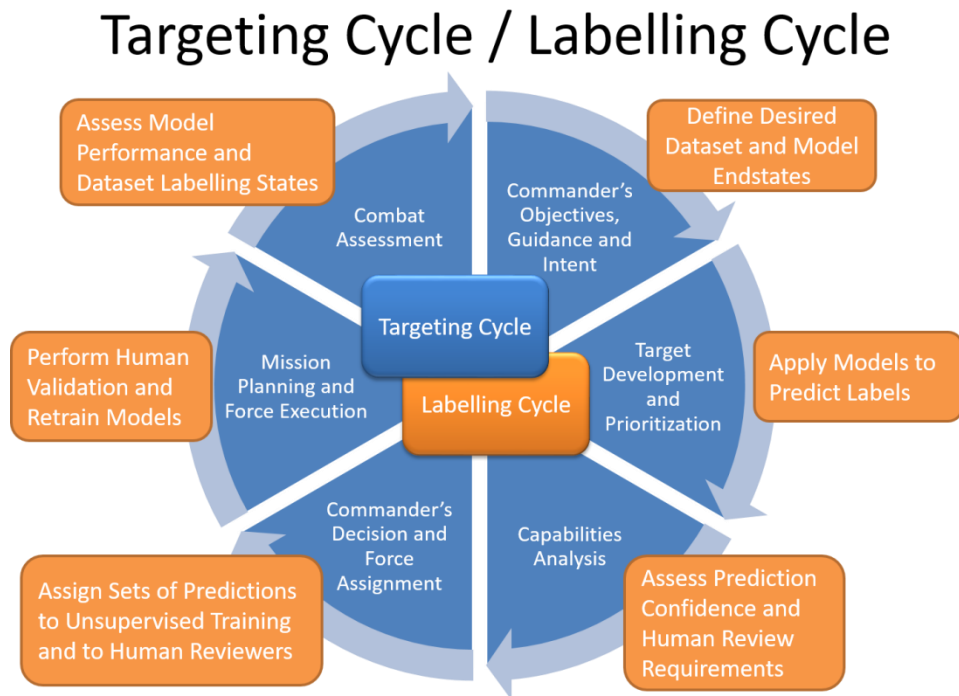 Targeting Cycle / Labelling Cycle
Assess Model
Performance and
Dataset Labelling States
Define Desired
Dataset and Model
Endstates
Combat
Assessment
Commander’s
Objectives,
Guidance and
Intent
Targeting Cycle
Labelling Cycle
Perform Human
Validation and
Retrain Models
Mission
Planning and
Force Execution
Target
Development
and
Prioritization
Apply Models to
Predict Labels
Commander’s
Decision and
Force
Assignment
Capabilities
Analysis
Assign Sets of Predictions
to Unsupervised Training
and to Human Reviewers
Assess Prediction
Confidence and
Human Review
Requirements